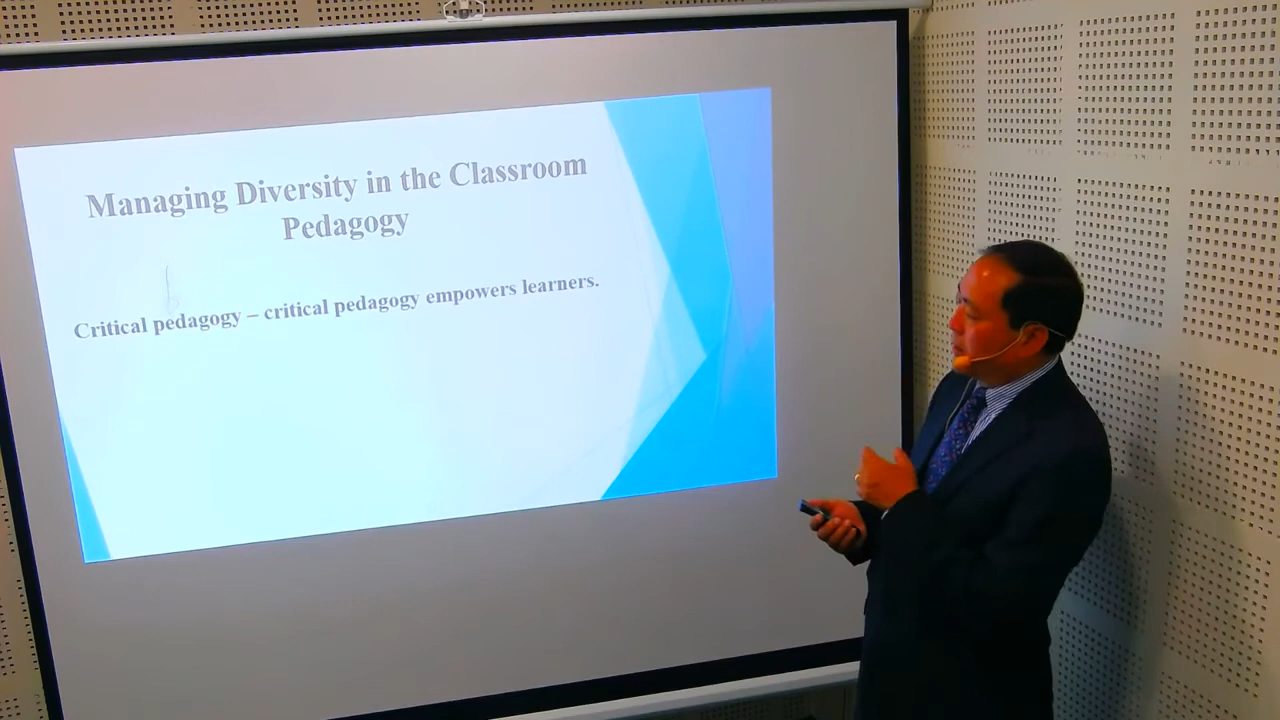 Managing Diversity in the Classroom
Pedagogy
Critical pedagogy – critical pedagogy empowers learners.